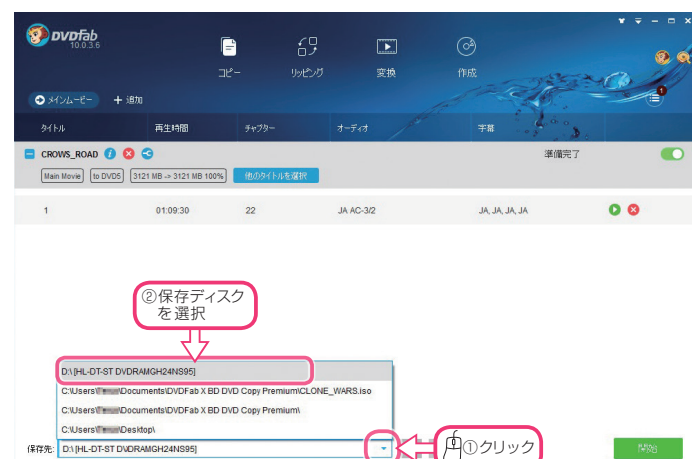 DVDFab
10.0.3.6
コピー リッピング 変換 作成
メインムービー 追加
1
タイトル 再生時間 チャプター オーディオ 字幕
CROWS_ROAD 準備完了
Main Movie to DVD5 3121 MB -> 3121 MB 100% 他のタイトルを選択
1 01:09:30 22 JA AC-3/2 JA, JA, JA, JA
②保存ディスク
を選択
D:\ [HL-DT-ST DVDRAMGH24NS95]
C:\Users\ \Documents\DVDFab X BD DVD Copy Premium\CLONE_WARS.iso
C:\Users\ \Documents\DVDFab X BD DVD Copy Premium\
C:\Users\ \Desktop\
保存先: D:\ [HL-DT-ST DVDRAMGH24NS95]
①クリック
開始